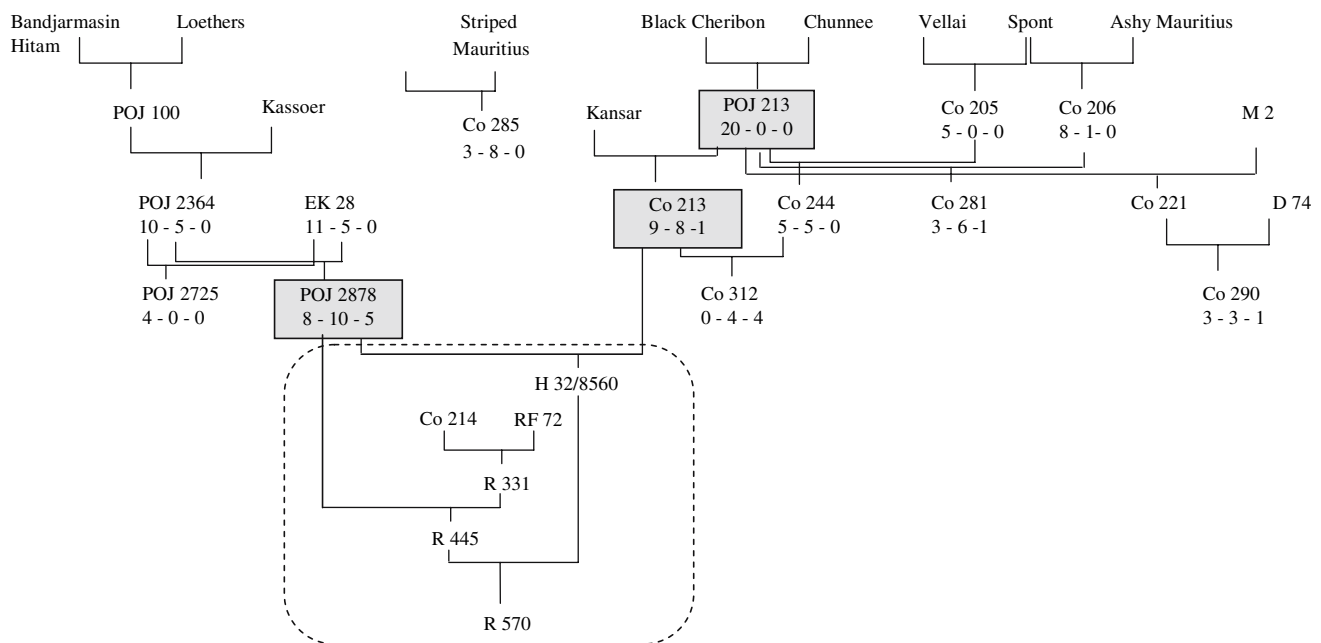 Bandjarmasin
Hitam
Loethers
Striped
Mauritius
Black Cheribon
Chunnee
Vellai
Spont
Ashy Mauritius
POJ 100
Kassoer
Co 285
3 - 8 - 0
Kansar
POJ 213
20 - 0 - 0
Co 205
5 - 0 - 0
Co 206
8 - 1- 0
M 2
POJ 2364
10 - 5 - 0
EK 28
11 - 5 - 0
Co 213
9 - 8 -1
Co 244
5 - 5 - 0
Co 281
3 - 6 -1
Co 221
D 74
POJ 2725
4 - 0 - 0
POJ 2878
8 - 10 - 5
Co 312
0 - 4 - 4
Co 290
3 - 3 - 1
H 32/8560
Co 214
RF 72
R 331
R 445
R 570